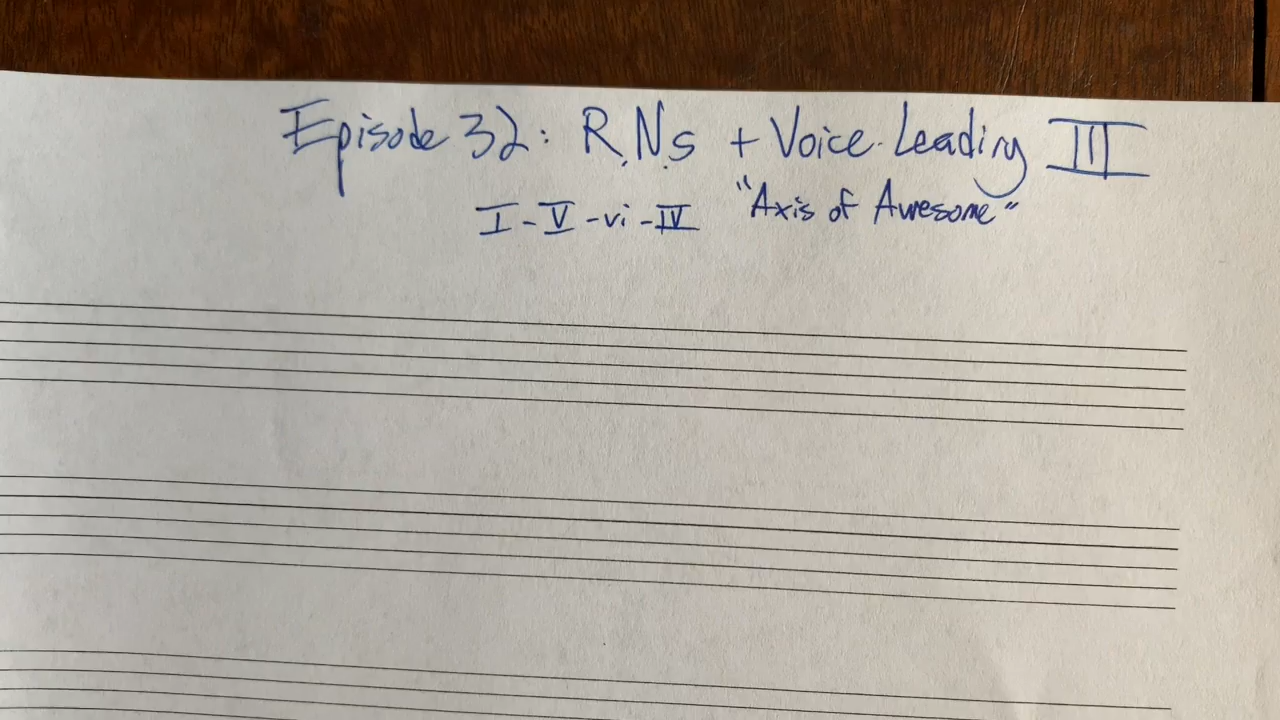 Episode 32: R.N.s + Voice-Leading III
I-V-vi-IV "Axis of Awesome"